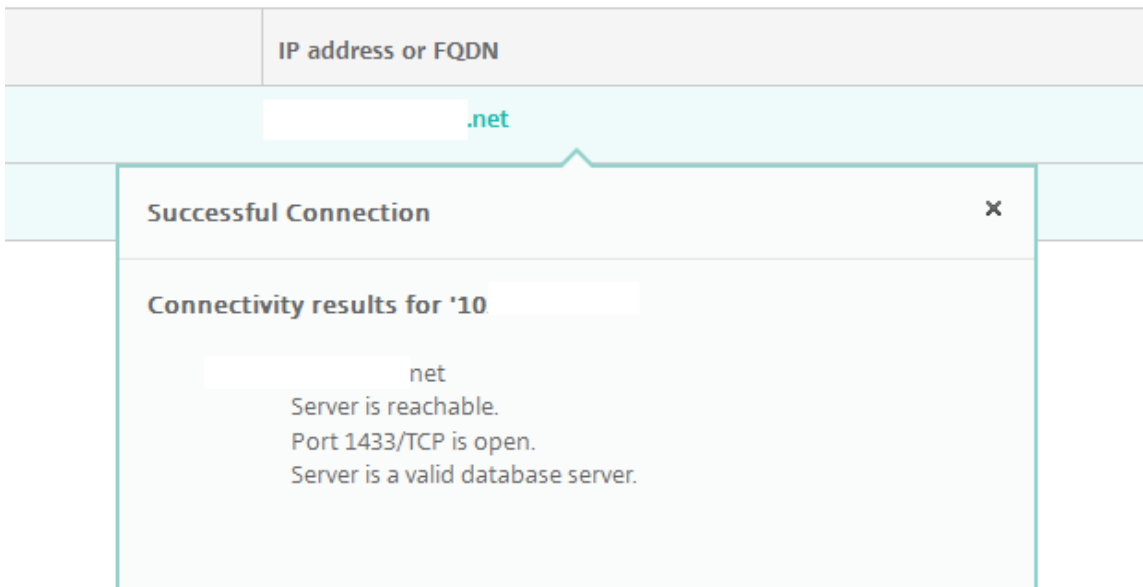 IP address or FQDN
.net
Successful Connection
Connectivity results for '10
net
Server is reachable.
Port 1433/TCP is open.
Server is a valid database server.